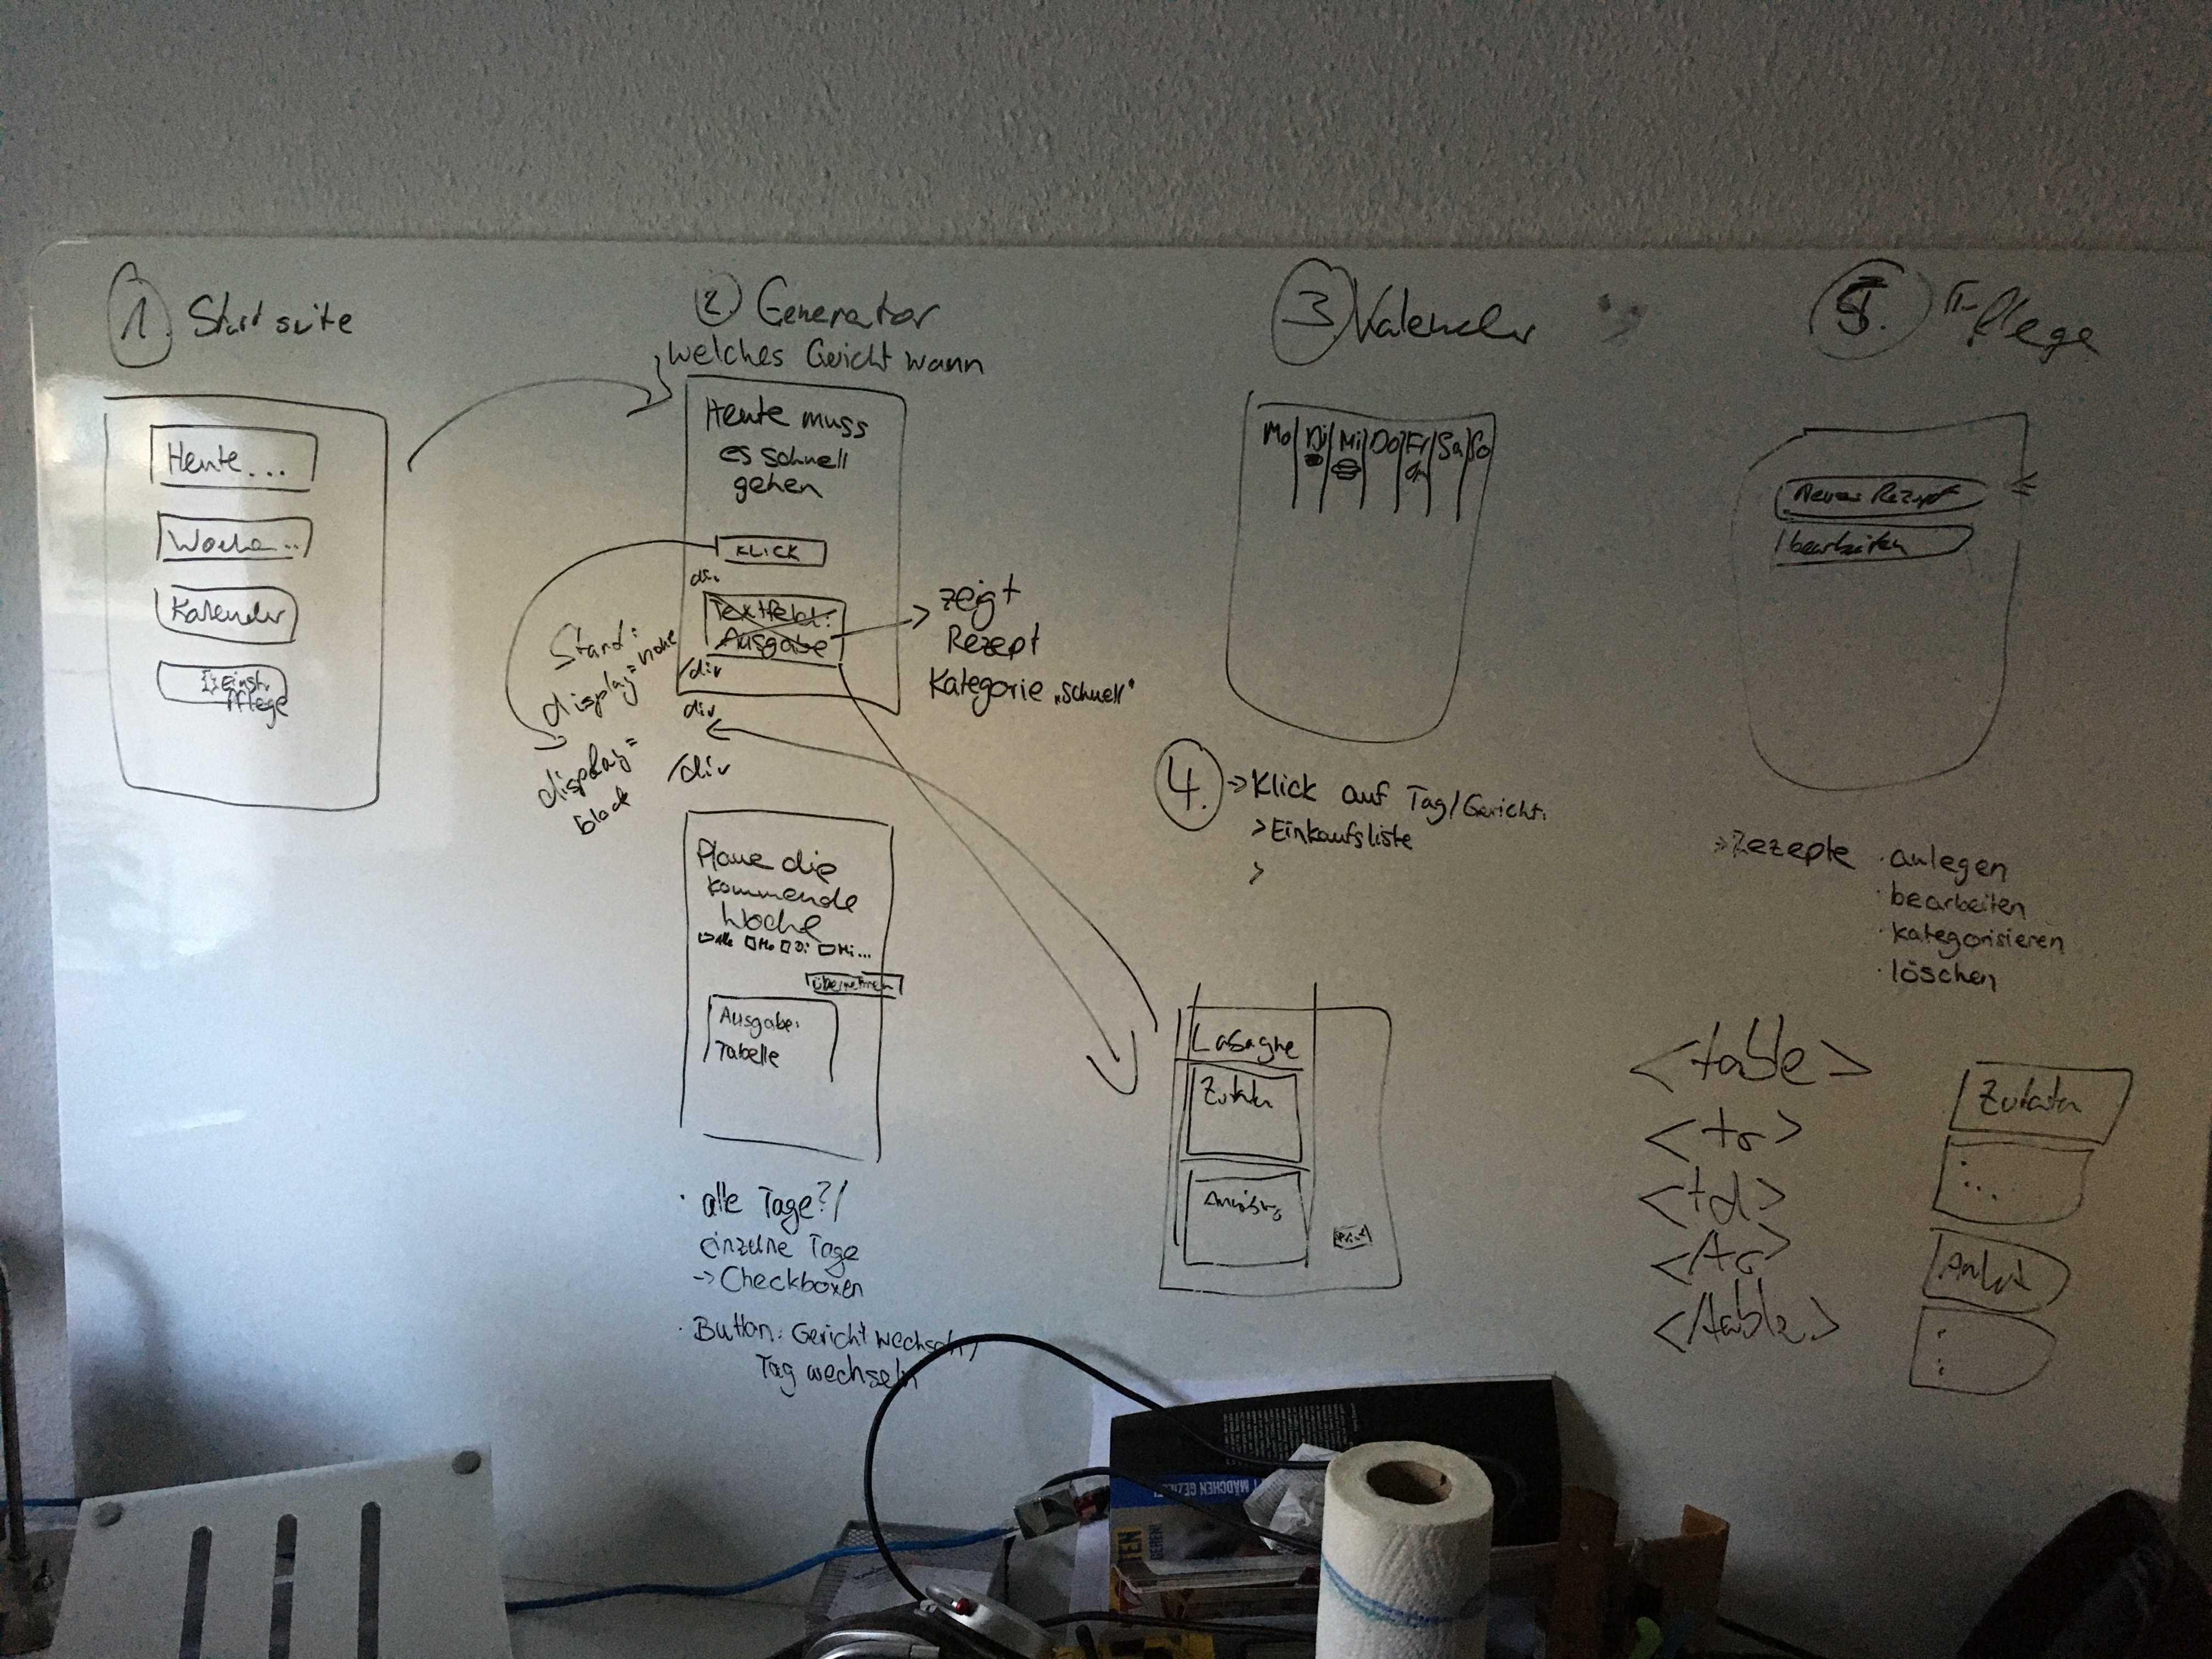 1. Startseite
Heute...
Woche...
Kalender
Pflege
2. Generator
welches Gericht wann
Heute muss
es schnell
gehen
KLICK
div
Textfeld:
Ausgabe
/div
div
/div
zeigt
Rezept
Kategorie „schnell“
Stand:
display=none
display=
block
Plane die
kommende
Woche
Alle Mo Di Mi...
übernehmen
Ausgabe:
Tabelle
· alle Tage?/
einzelne Tage
-> Checkboxen
· Button: Gericht wechseln/
Tag wechseln
3 Kalender
Mo Di Mi Do Fr Sa So
4. -> Klick auf Tag/Gericht:
> Einkaufsliste
>
Lasagne
Zutaten
print
5. Pflege
Neues Rezept
bearbeiten
Rezepte · anlegen
· bearbeiten
· kategorisieren
· löschen
<table>
<tr>
<td>
</table>
Zutaten
...
:
MÄDCHEN